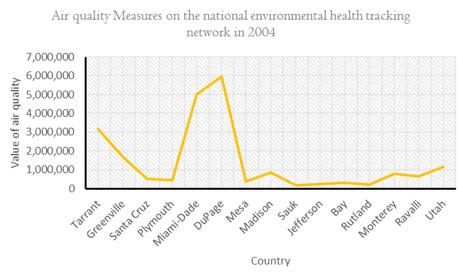 Air quality Measures on the national environmental health tracking
network in 2004
Value of air quality
7,000,000
6,000,000
5,000,000
4,000,000
3,000,000
2,000,000
1,000,000
0
Tarrant
Greenville
Santa Cruz
Plymouth
Miami-Dade
DuPage
Mesa
Madison
Sauk
Jefferson
Bay
Rutland
Monterey
Ravalli
Utah
Country